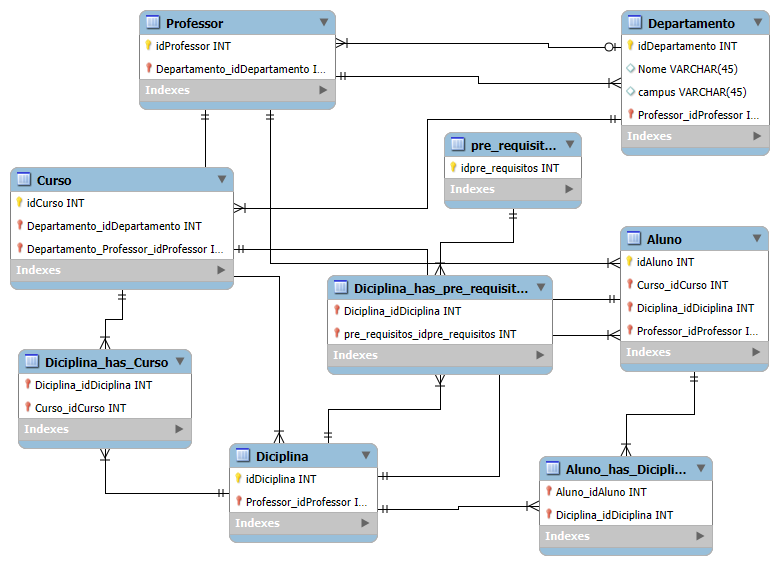 Professor
idProfessor INT
Departamento_idDepartamento I...
Indexes
Departamento
idDepartamento INT
Nome VARCHAR(45)
campus VARCHAR(45)
Professor_idProfessor I...
Indexes
pre_requisit...
idpre_requisitos INT
Indexes
Curso
idCurso INT
Departamento_idDepartamento INT
Departamento_Professor_idProfessor I...
Indexes
Aluno
idAluno INT
Curso_idCurso INT
Diciplina_idDiciplina INT
Professor_idProfessor I...
Indexes
Diciplina_has_pre_requisit...
Diciplina_idDiciplina INT
pre_requisitos_idpre_requisitos INT
Indexes
Diciplina_has_Curso
Diciplina_idDiciplina INT
Curso_idCurso INT
Indexes
Diciplina
idDiciplina INT
Professor_idProfessor I...
Indexes
Aluno_has_Dicipli...
Aluno_idAluno INT
Diciplina_idDiciplina INT
Indexes